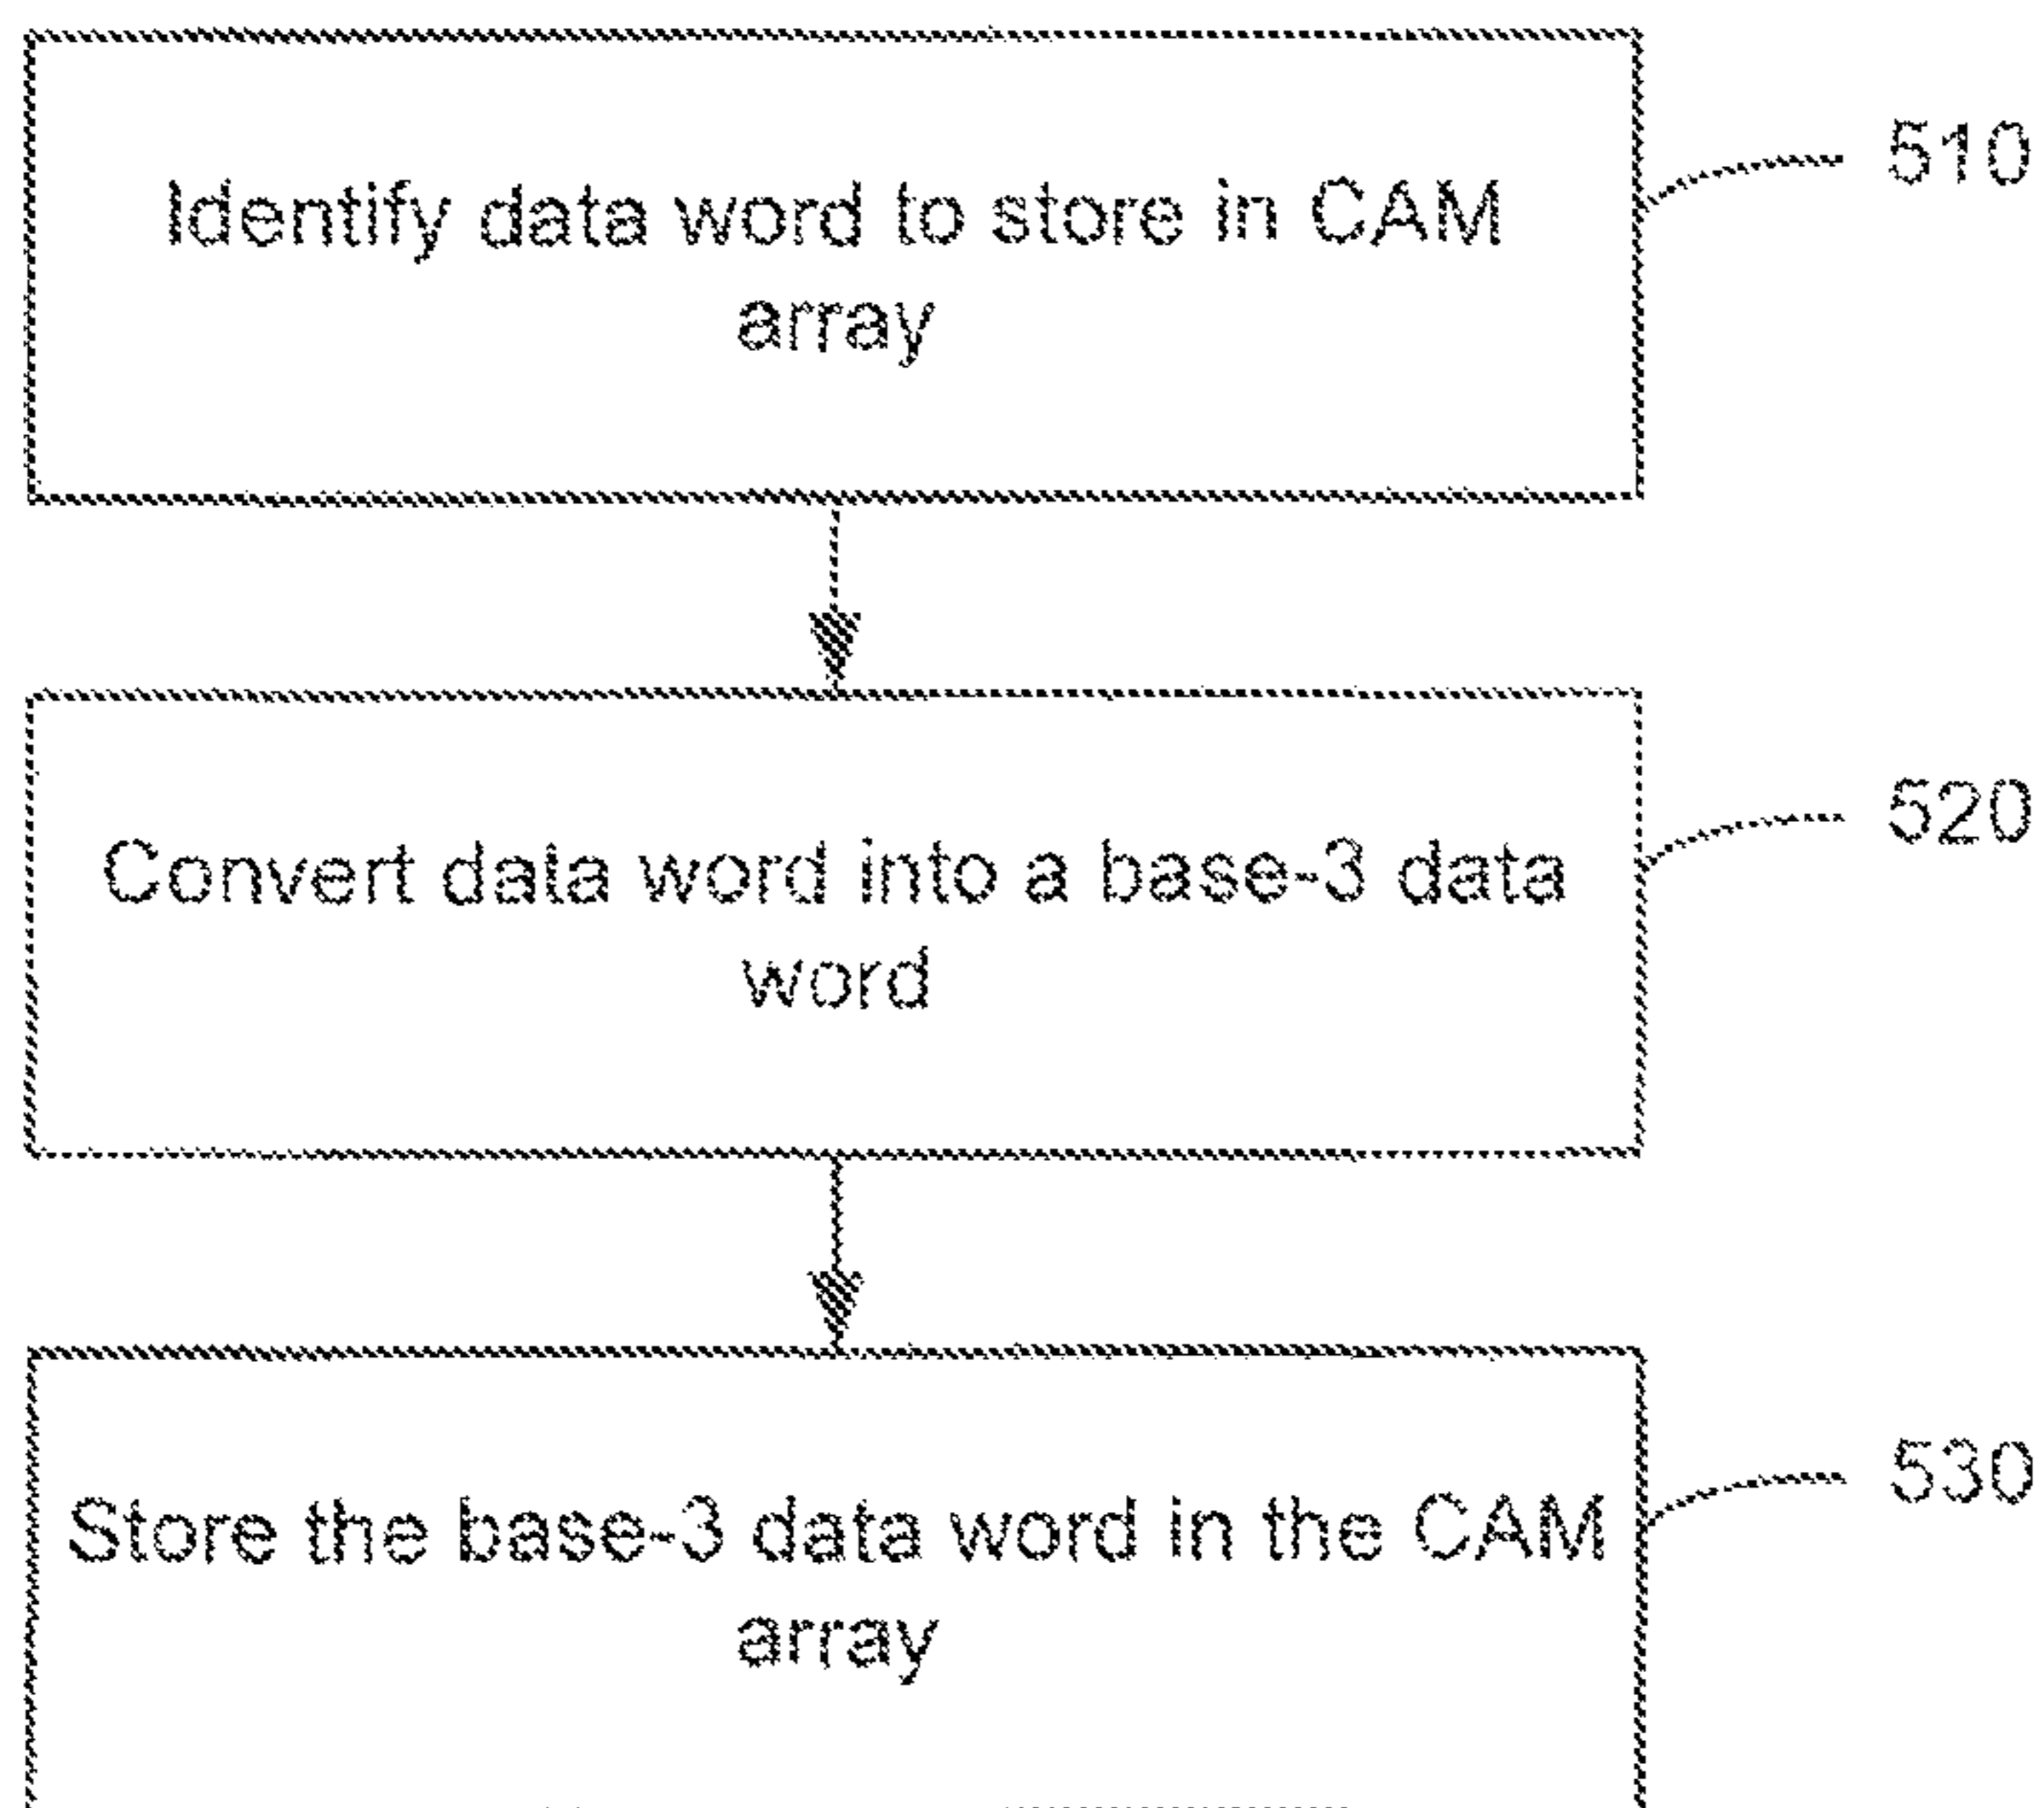 Identify data word to store in CAM
array
510
Convert data word into a base-3 data
word
520
Store the base-3 data word in the CAM
array
530